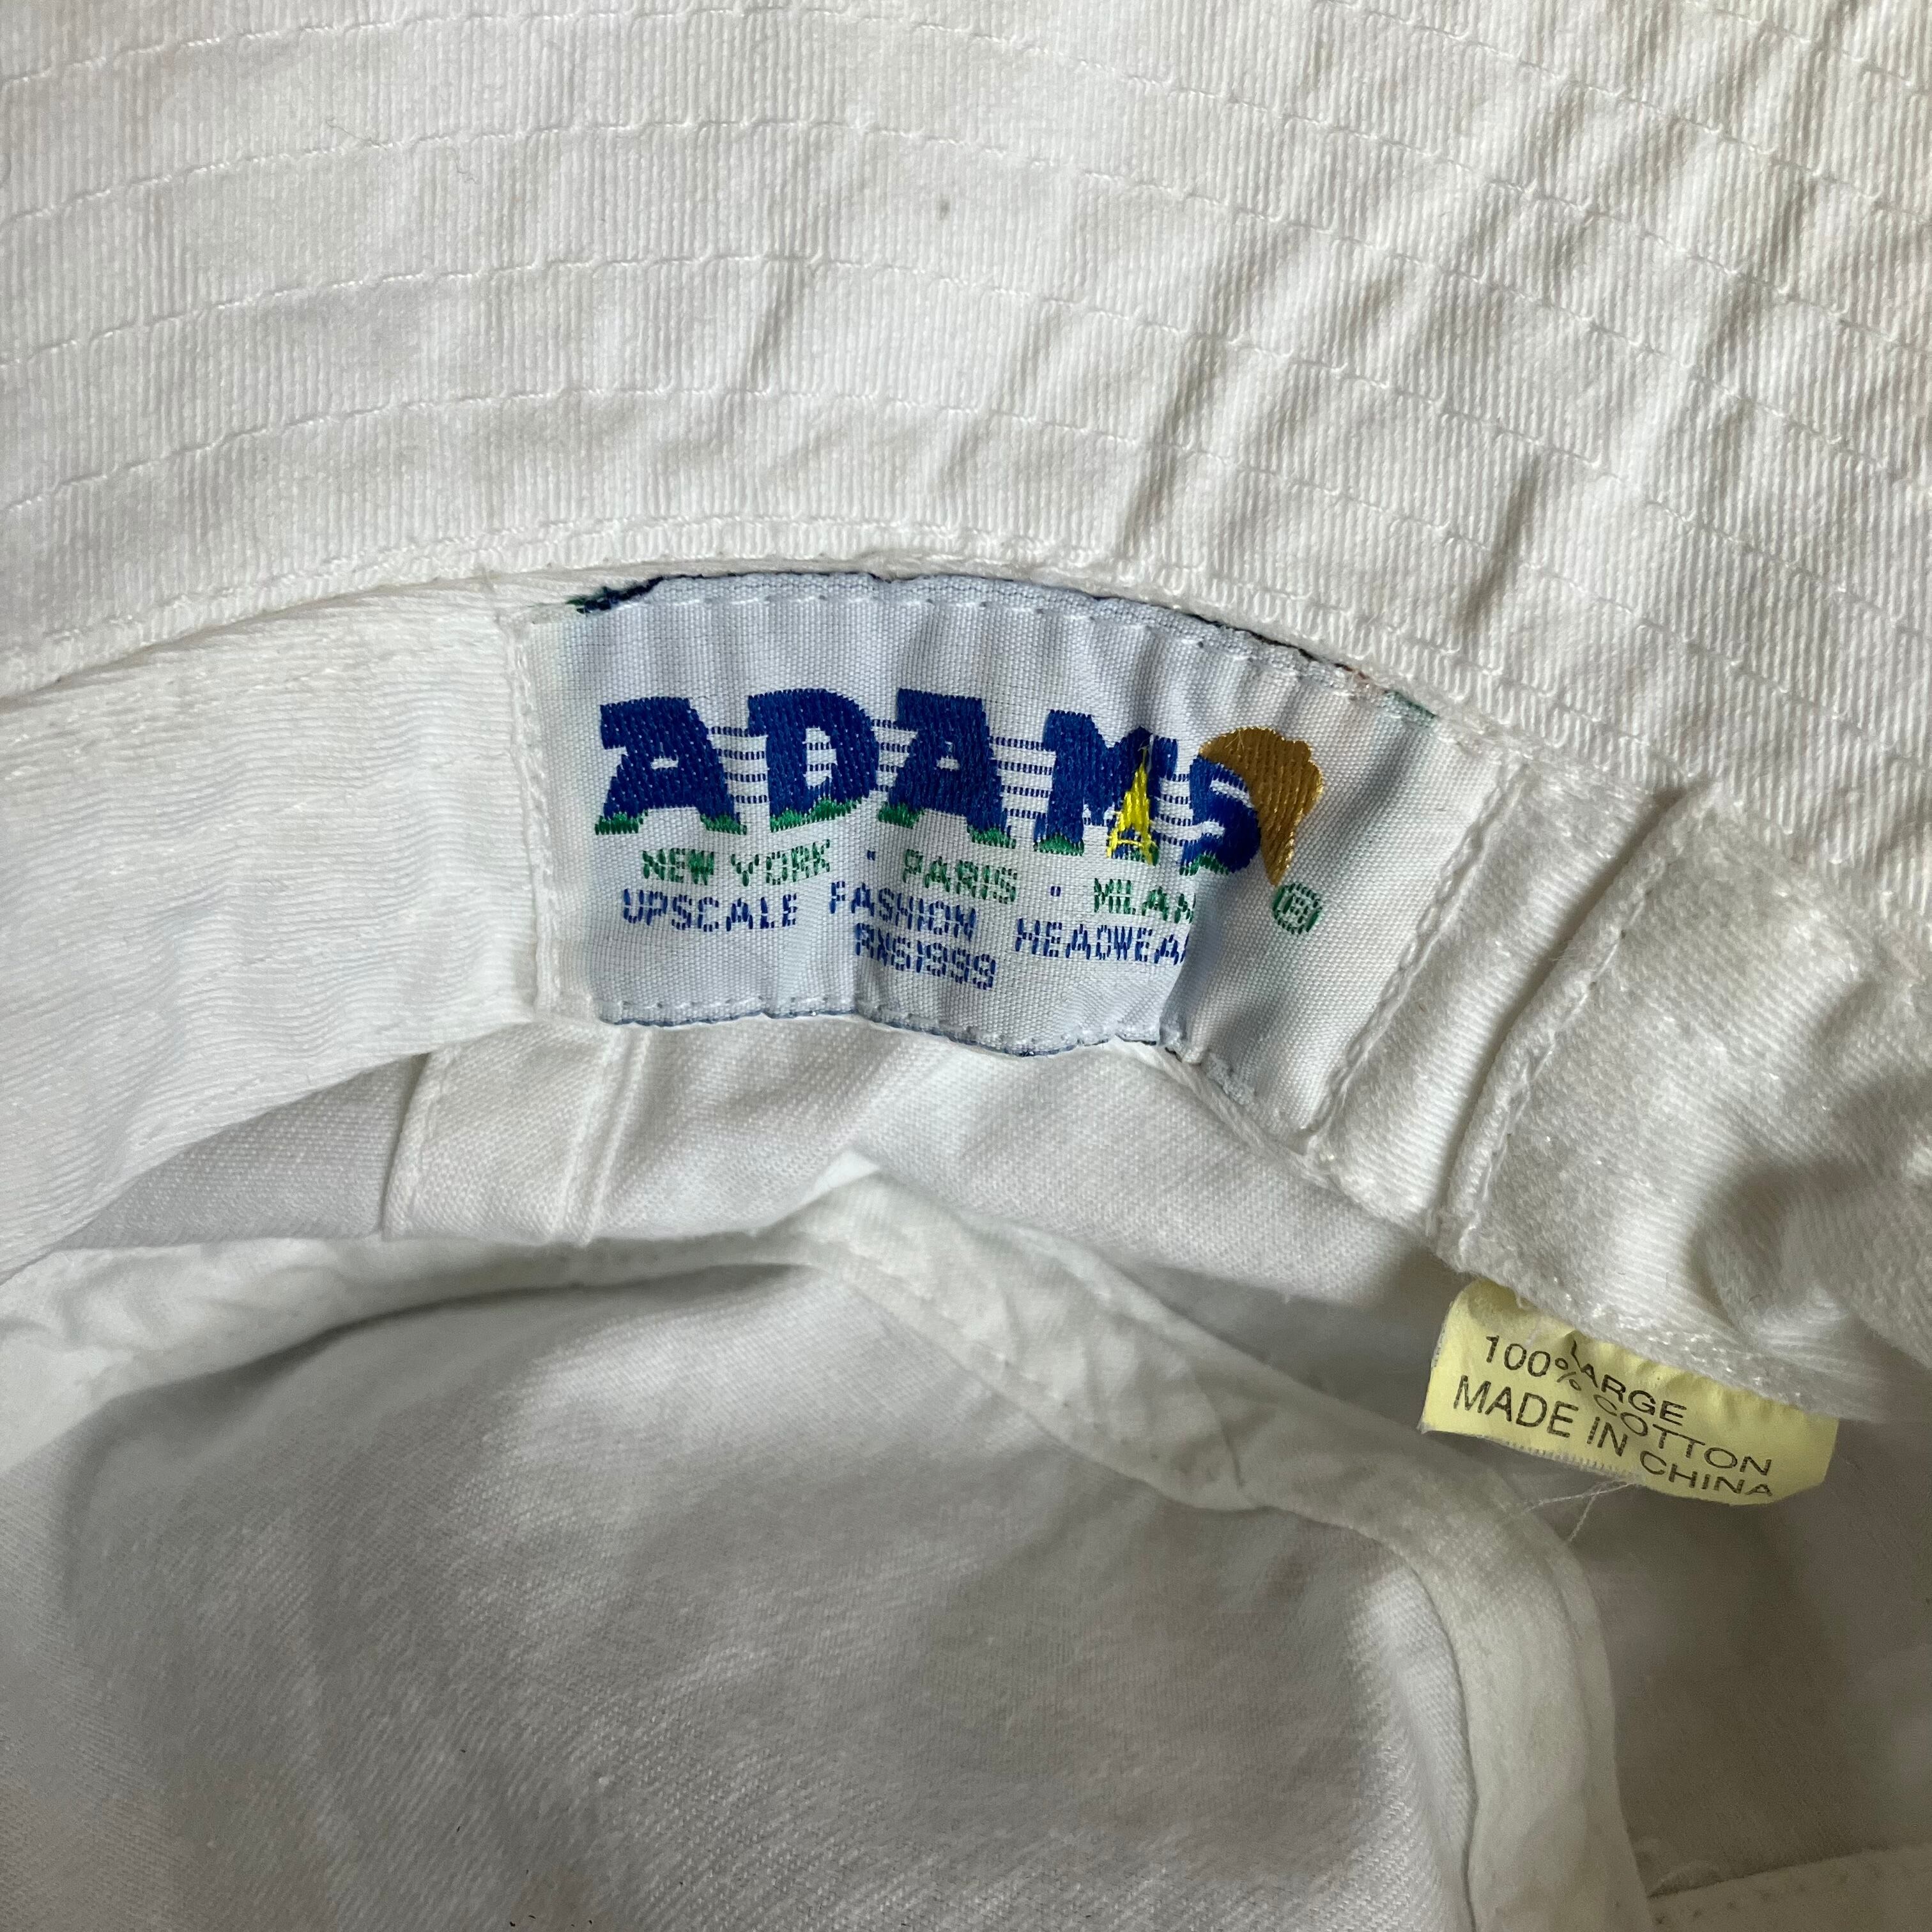 ADAMS
NEW YORK · PARIS · MILAN ®
UPSCALE FASHION HEADWEAR
RN51999
LARGE
100% COTTON
MADE IN CHINA